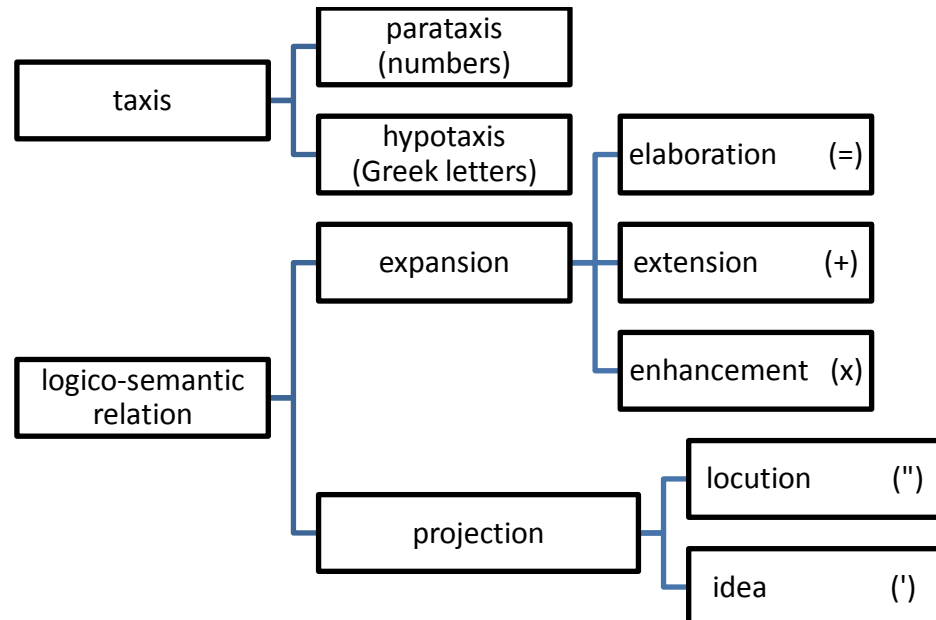 parataxis
(numbers)
taxis
hypotaxis
(Greek letters)
elaboration (=)
expansion
extension (+)
enhancement (x)
logico-semantic
relation
locution (")
projection
idea (')